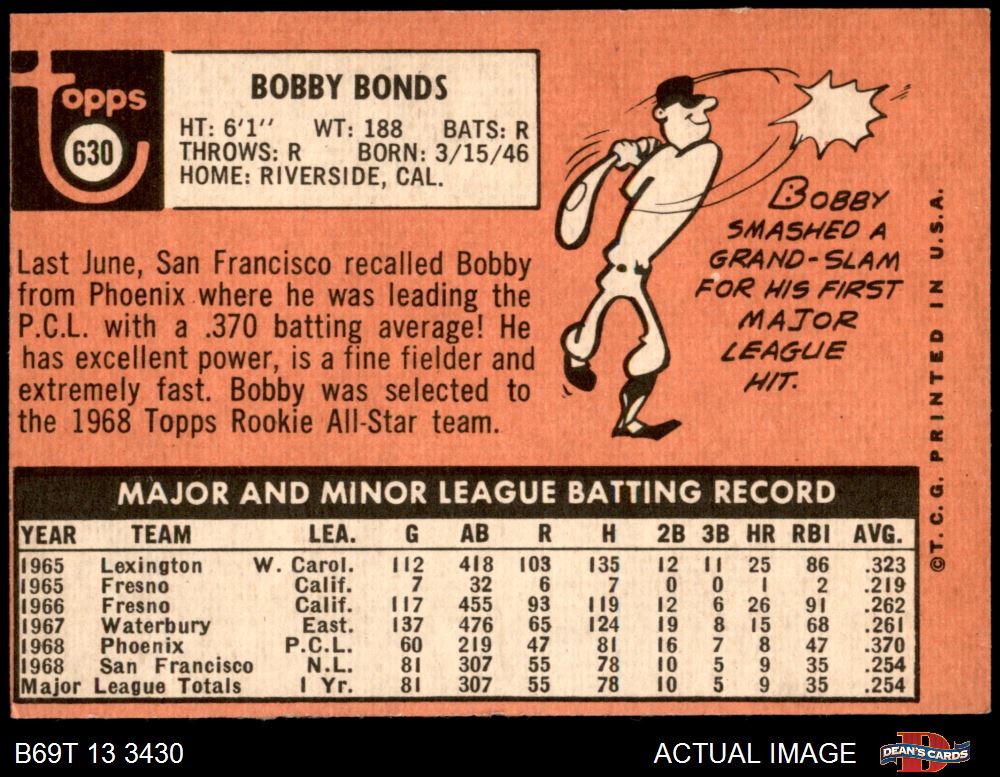 Topps
630
BOBBY BONDS
HT: 6'1" WT: 188 BATS: R
THROWS: R BORN: 3/15/46
HOME: RIVERSIDE, CAL.
Last June, San Francisco recalled Bobby
from Phoenix where he was leading the
P.C.L. with a .370 batting average! He
has excellent power, is a fine fielder and
extremely fast. Bobby was selected to
the 1968 Topps Rookie All-Star team.
BOBBY
SMASHED A
GRAND-SLAM
FOR HIS FIRST
MAJOR
LEAGUE
HIT.
© T. C. G. PRINTED IN U.S.A.
MAJOR AND MINOR LEAGUE BATTING RECORD
YEAR TEAM LEA. G AB R H 2B 3B HR RBI AVG.
1965 Lexington W. Carol. 112 418 103 135 12 11 25 86 .323
1965 Fresno Calif. 7 32 6 7 0 0 1 2 .219
1966 Fresno Calif. 117 455 93 119 12 6 26 91 .262
1967 Waterbury East. 137 476 65 124 19 8 15 68 .261
1968 Phoenix P.C.L. 60 219 47 81 16 7 8 47 .370
1968 San Francisco N.L. 81 307 55 78 10 5 9 35 .254
Major League Totals 1 Yr. 81 307 55 78 10 5 9 35 .254
B69T 13 3430
ACTUAL IMAGE
DEAN'S CARDS